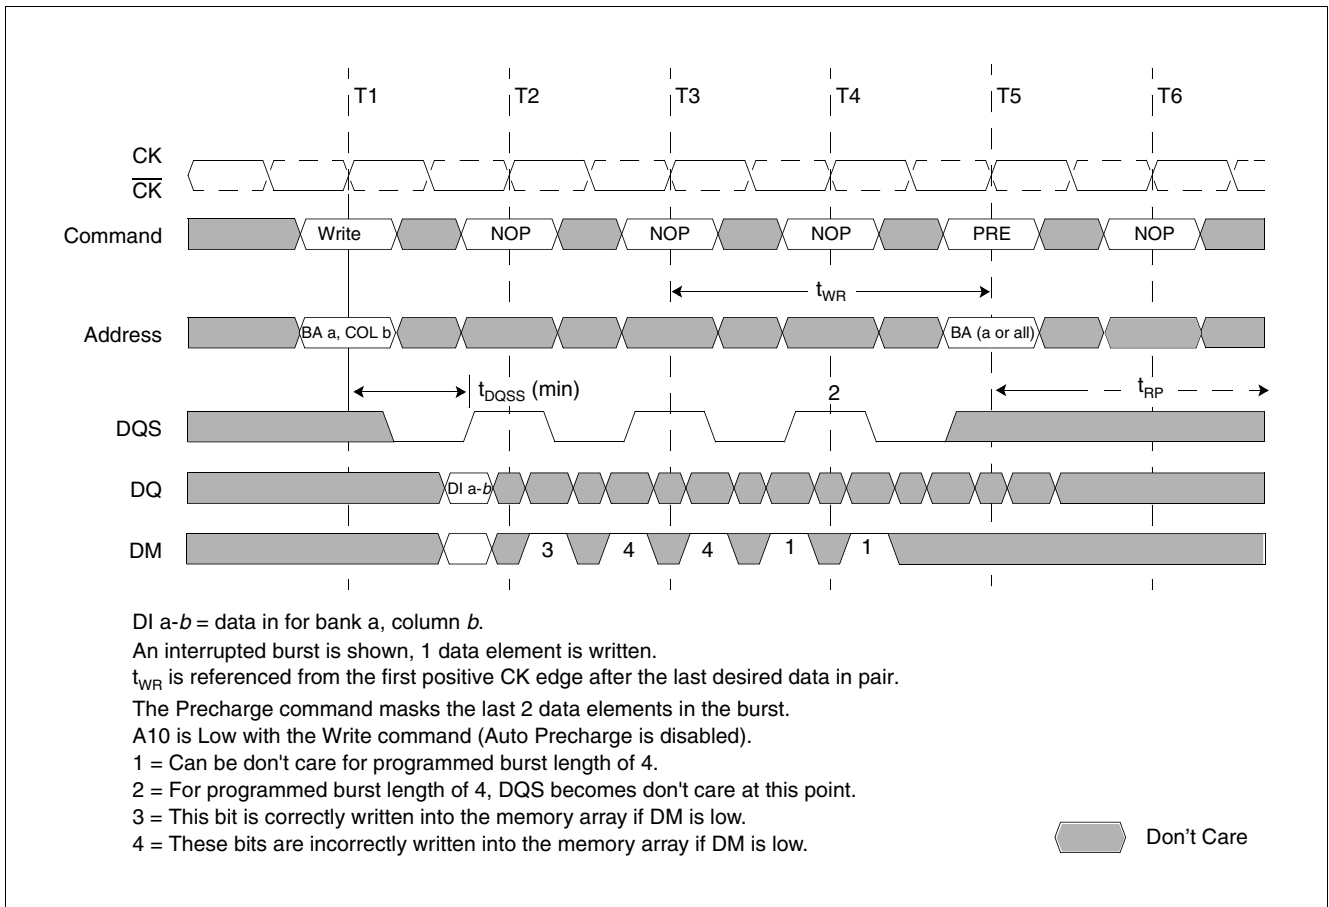 T1 T2 T3 T4 T5 T6
CK
CK
Command Write NOP NOP NOP PRE NOP
tWR
Address BA a, COL b BA (a or all)
tDQSS (min) 2 tRP
DQS
DQ DI a-b
DM 3 4 4 1 1
DI a-b = data in for bank a, column b.
An interrupted burst is shown, 1 data element is written.
tWR is referenced from the first positive CK edge after the last desired data in pair.
The Precharge command masks the last 2 data elements in the burst.
A10 is Low with the Write command (Auto Precharge is disabled).
1 = Can be don't care for programmed burst length of 4.
2 = For programmed burst length of 4, DQS becomes don't care at this point.
3 = This bit is correctly written into the memory array if DM is low.
4 = These bits are incorrectly written into the memory array if DM is low.
Don't Care